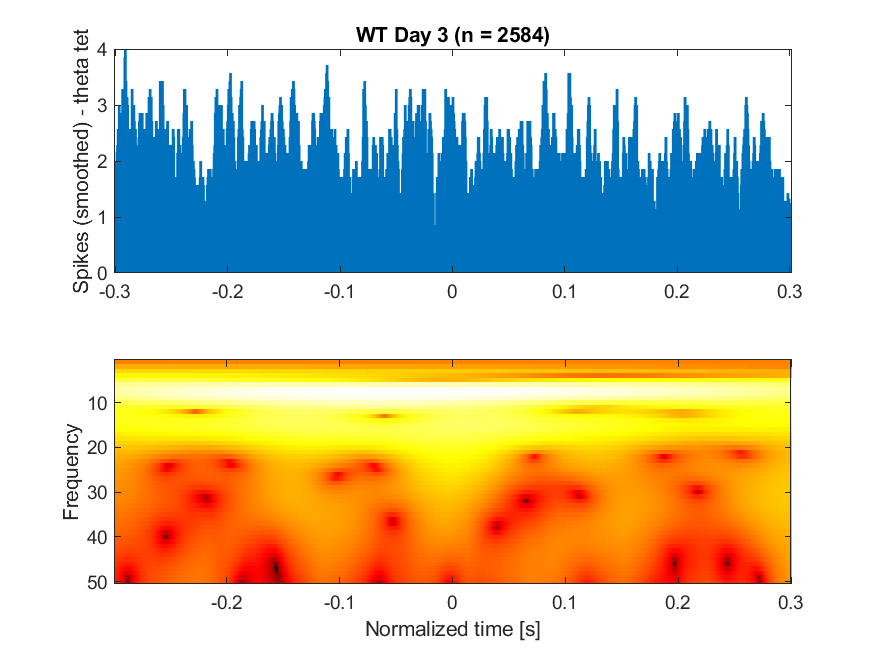 WT Day 3 (n = 2584)
Spikes (smoothed) - theta tet
4
3
2
1
0
-0.3 -0.2 -0.1 0 0.1 0.2 0.3
Frequency
10
20
30
40
50
-0.2 -0.1 0 0.1 0.2 0.3
Normalized time [s]